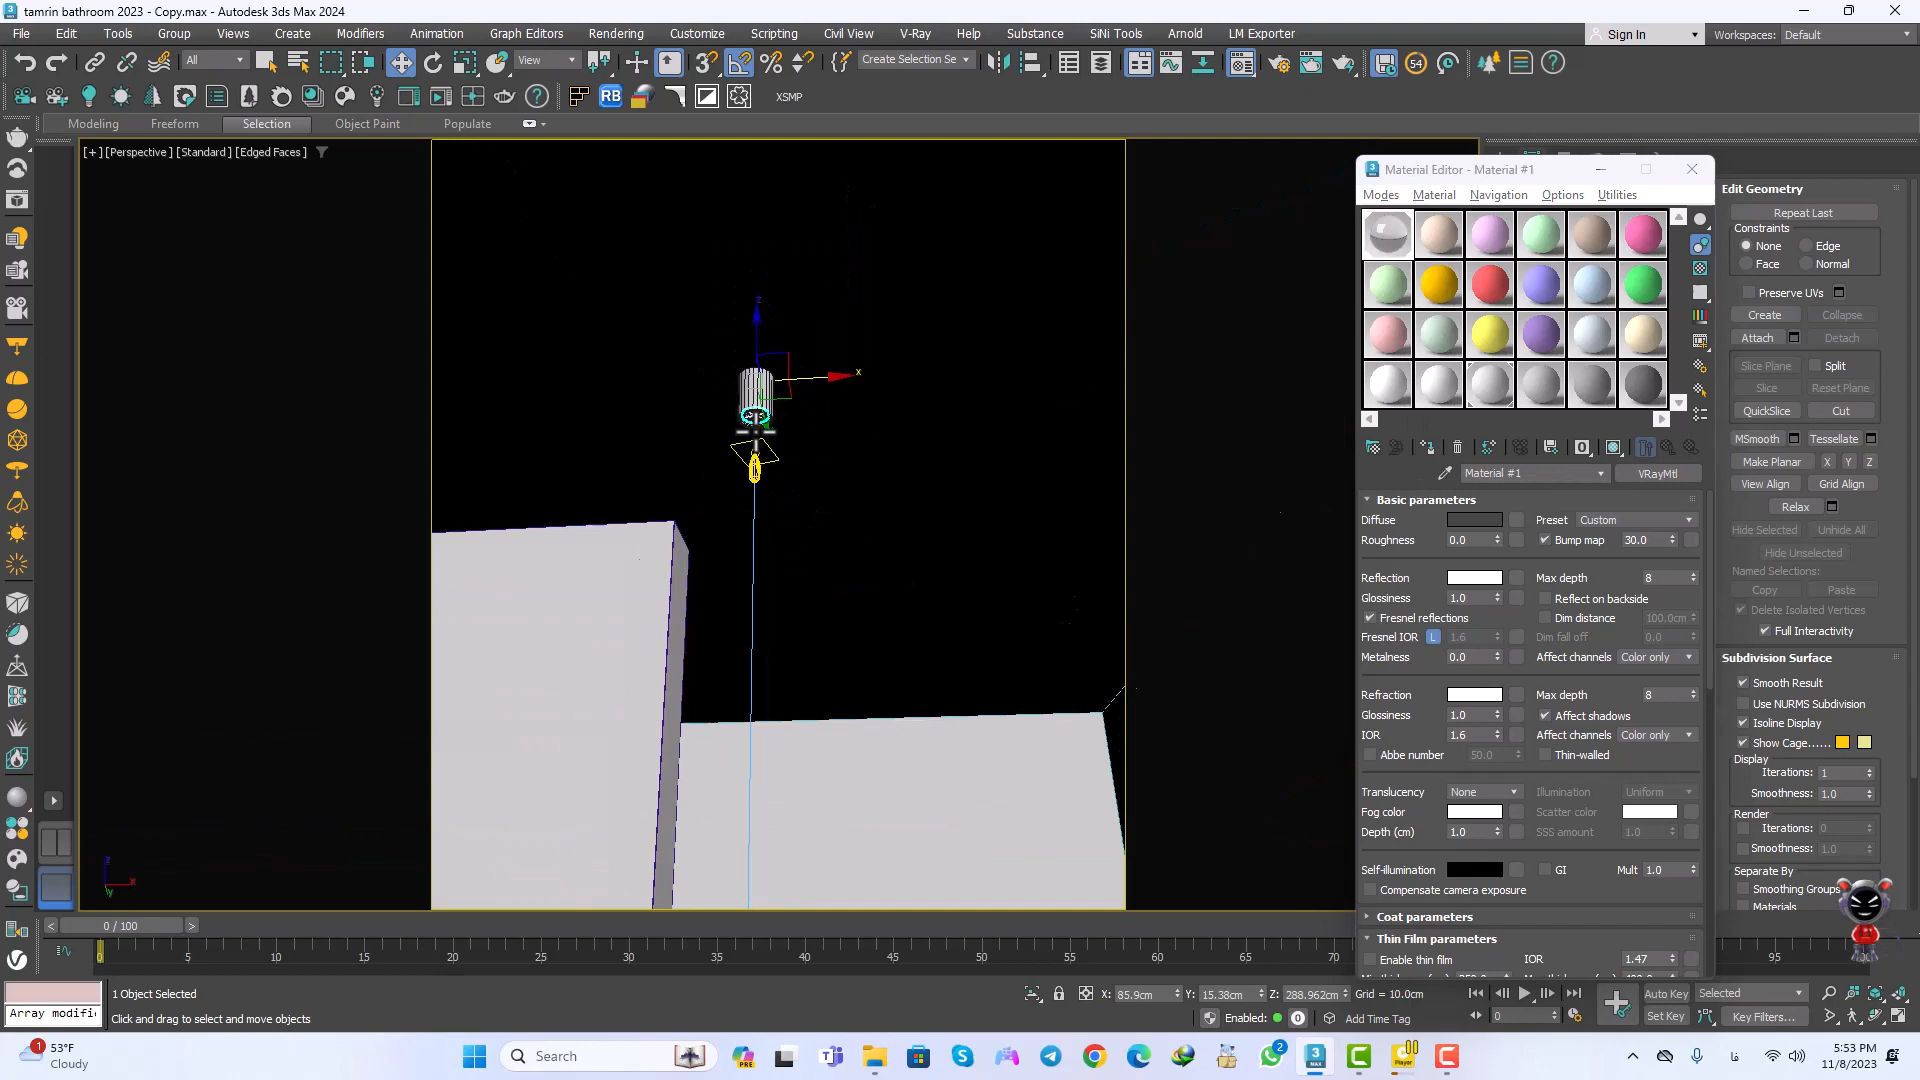 tamrin bathroom 2023 - Copy.max - Autodesk 3ds Max 2024
File Edit Tools Group Views Create Modifiers Animation Graph Editors Rendering Customize Scripting Civil View V-Ray Help Substance SiNi Tools Arnold LM Exporter
Sign In Workspaces: Default
All View Create Selection Se 54
RB XSMP
Modeling Freeform Selection Object Paint Populate
[+] [Perspective] [Standard] [Edged Faces]
z
x
Material Editor - Material #1
Modes Material Navigation Options Utilities
Material #1 VRayMtl
Basic parameters
Diffuse Preset Custom
Roughness 0.0 Bump map 30.0
Reflection Max depth 8
Glossiness 1.0 Reflect on backside
Fresnel reflections Dim distance 100.0cm
Fresnel IOR L 1.6 Dim fall off 0.0
Metalness 0.0 Affect channels Color only
Refraction Max depth 8
Glossiness 1.0 Affect shadows
IOR 1.6 Affect channels Color only
Abbe number 50.0 Thin-walled
Translucency None Illumination Uniform
Fog color Scatter color
Depth (cm) 1.0 SSS amount 1.0
Self-illumination GI Mult 1.0
Compensate camera exposure
Coat parameters
Thin Film parameters
Enable thin film IOR 1.47
Edit Geometry
Repeat Last
Constraints
None Edge
Face Normal
Preserve UVs
Create Collapse
Attach Detach
Slice Plane Split
Slice Reset Plane
QuickSlice Cut
MSmooth Tessellate
Make Planar X Y Z
View Align Grid Align
Relax
Hide Selected Unhide All
Hide Unselected
Named Selections:
Copy Paste
Delete Isolated Vertices
Full Interactivity
Subdivision Surface
Smooth Result
Use NURMS Subdivision
Isoline Display
Show Cage......
Display
Iterations: 1
Smoothness: 1.0
Render
Iterations: 0
Smoothness: 1.0
Separate By
Smoothing Groups
Materials
z
x
y
< 0 / 100 >
0 5 10 15 20 25 30 35 40 45 50 55 60 65 70 95
1 Object Selected
X: 85.9cm Y: 15.38cm Z: 288.962cm Grid = 10.0cm
Auto Key Selected
Array modifi
Click and drag to select and move objects
Enabled: 0 Add Time Tag
0 Set Key Key Filters...
1 53°F
Cloudy
Search
PRE
2
MAX
Player
فا
5:53 PM
11/8/2023